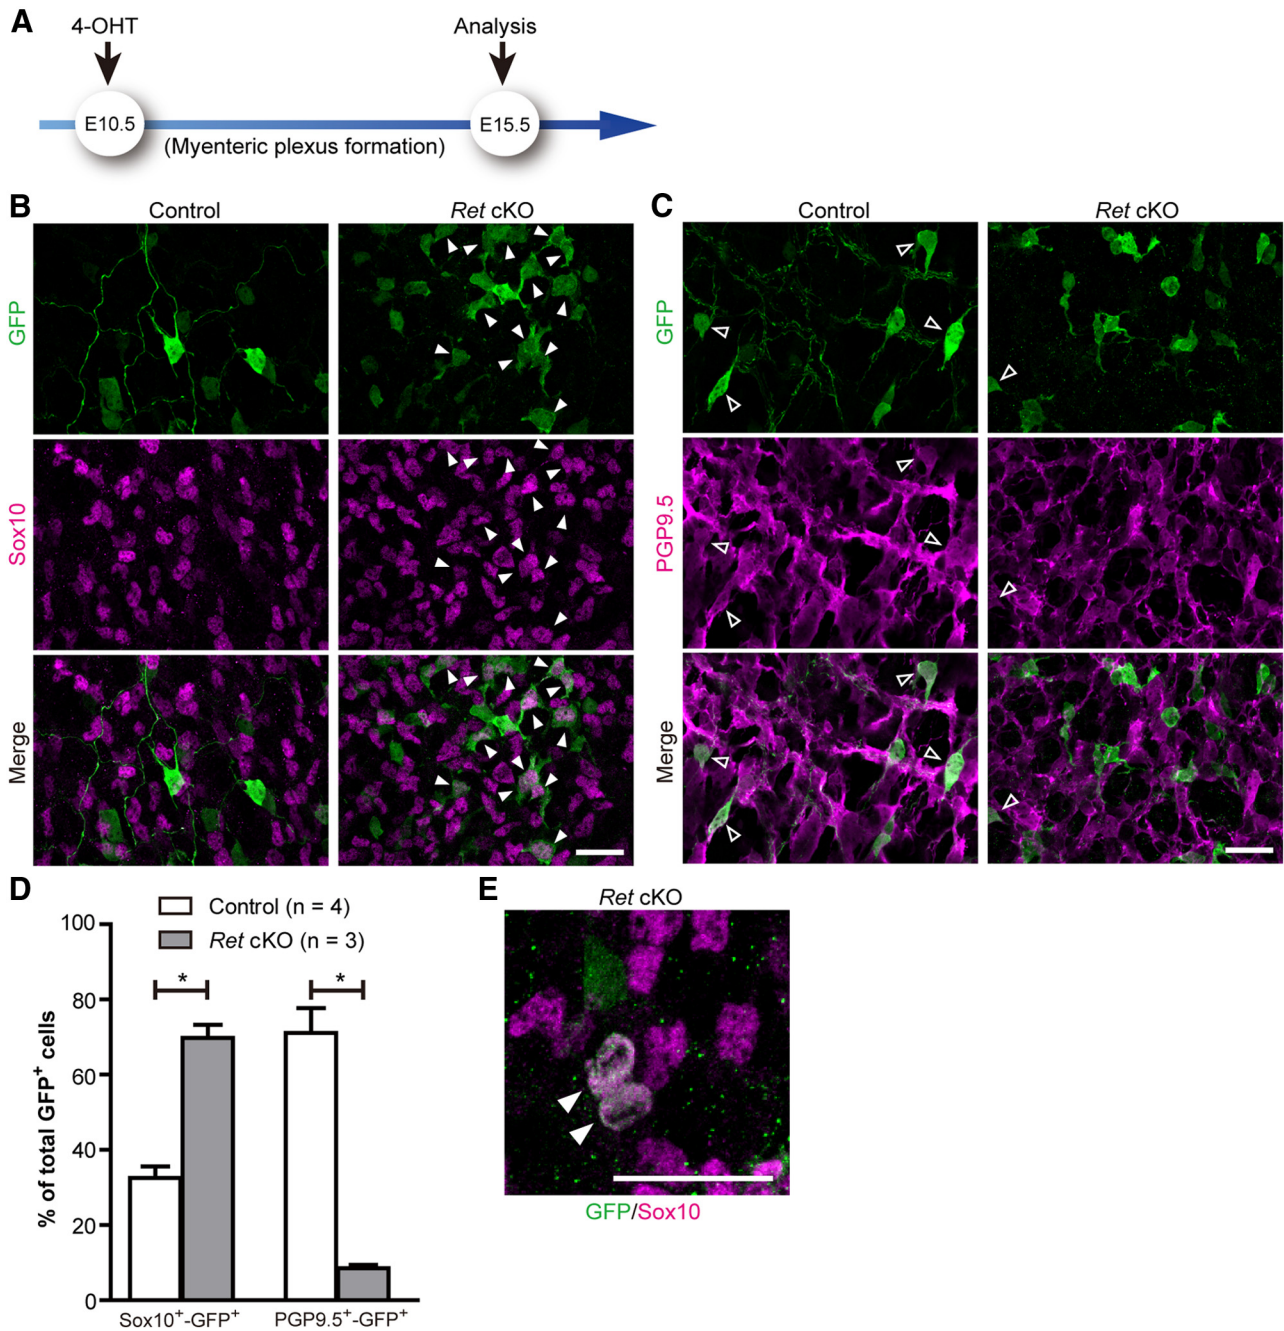 A
4-OHT
Analysis
E10.5
E15.5
(Myenteric plexus formation)
B
Control
Ret cKO
GFP
Sox10
Merge
C
Control
Ret cKO
GFP
PGP9.5
Merge
D
Control (n = 4)
Ret cKO (n = 3)
% of total GFP⁺ cells
100
80
60
40
20
0
*
*
Sox10⁺-GFP⁺
PGP9.5⁺-GFP⁺
E
Ret cKO
GFP/Sox10